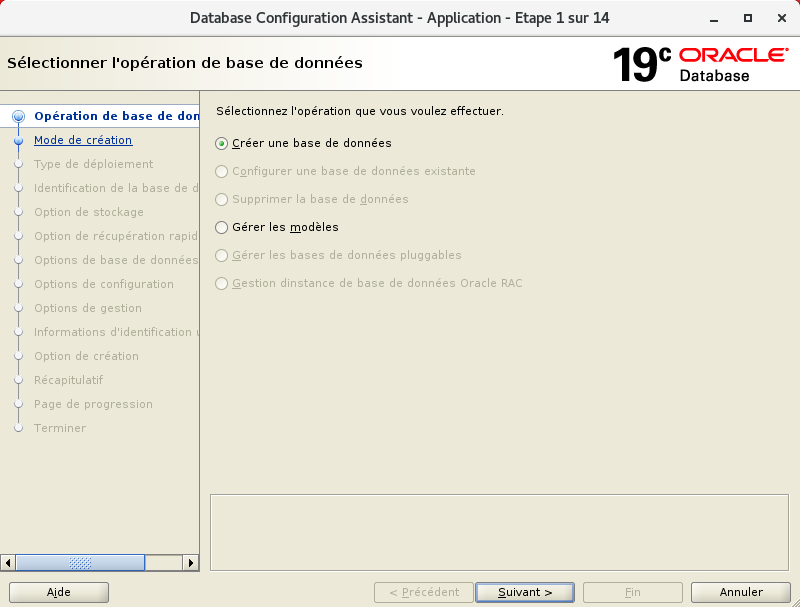 Database Configuration Assistant - Application - Etape 1 sur 14
Sélectionner l'opération de base de données
19c ORACLE
Database
Opération de base de don
Mode de création
Type de déploiement
Identification de la base de d
Option de stockage
Option de récupération rapid
Options de base de données
Options de configuration
Options de gestion
Informations d'identification u
Option de création
Récapitulatif
Page de progression
Terminer
Sélectionnez l'opération que vous voulez effectuer.
Créer une base de données
Configurer une base de données existante
Supprimer la base de données
Gérer les modèles
Gérer les bases de données pluggables
Gestion dinstance de base de données Oracle RAC
Aide
< Précédent
Suivant >
Fin
Annuler